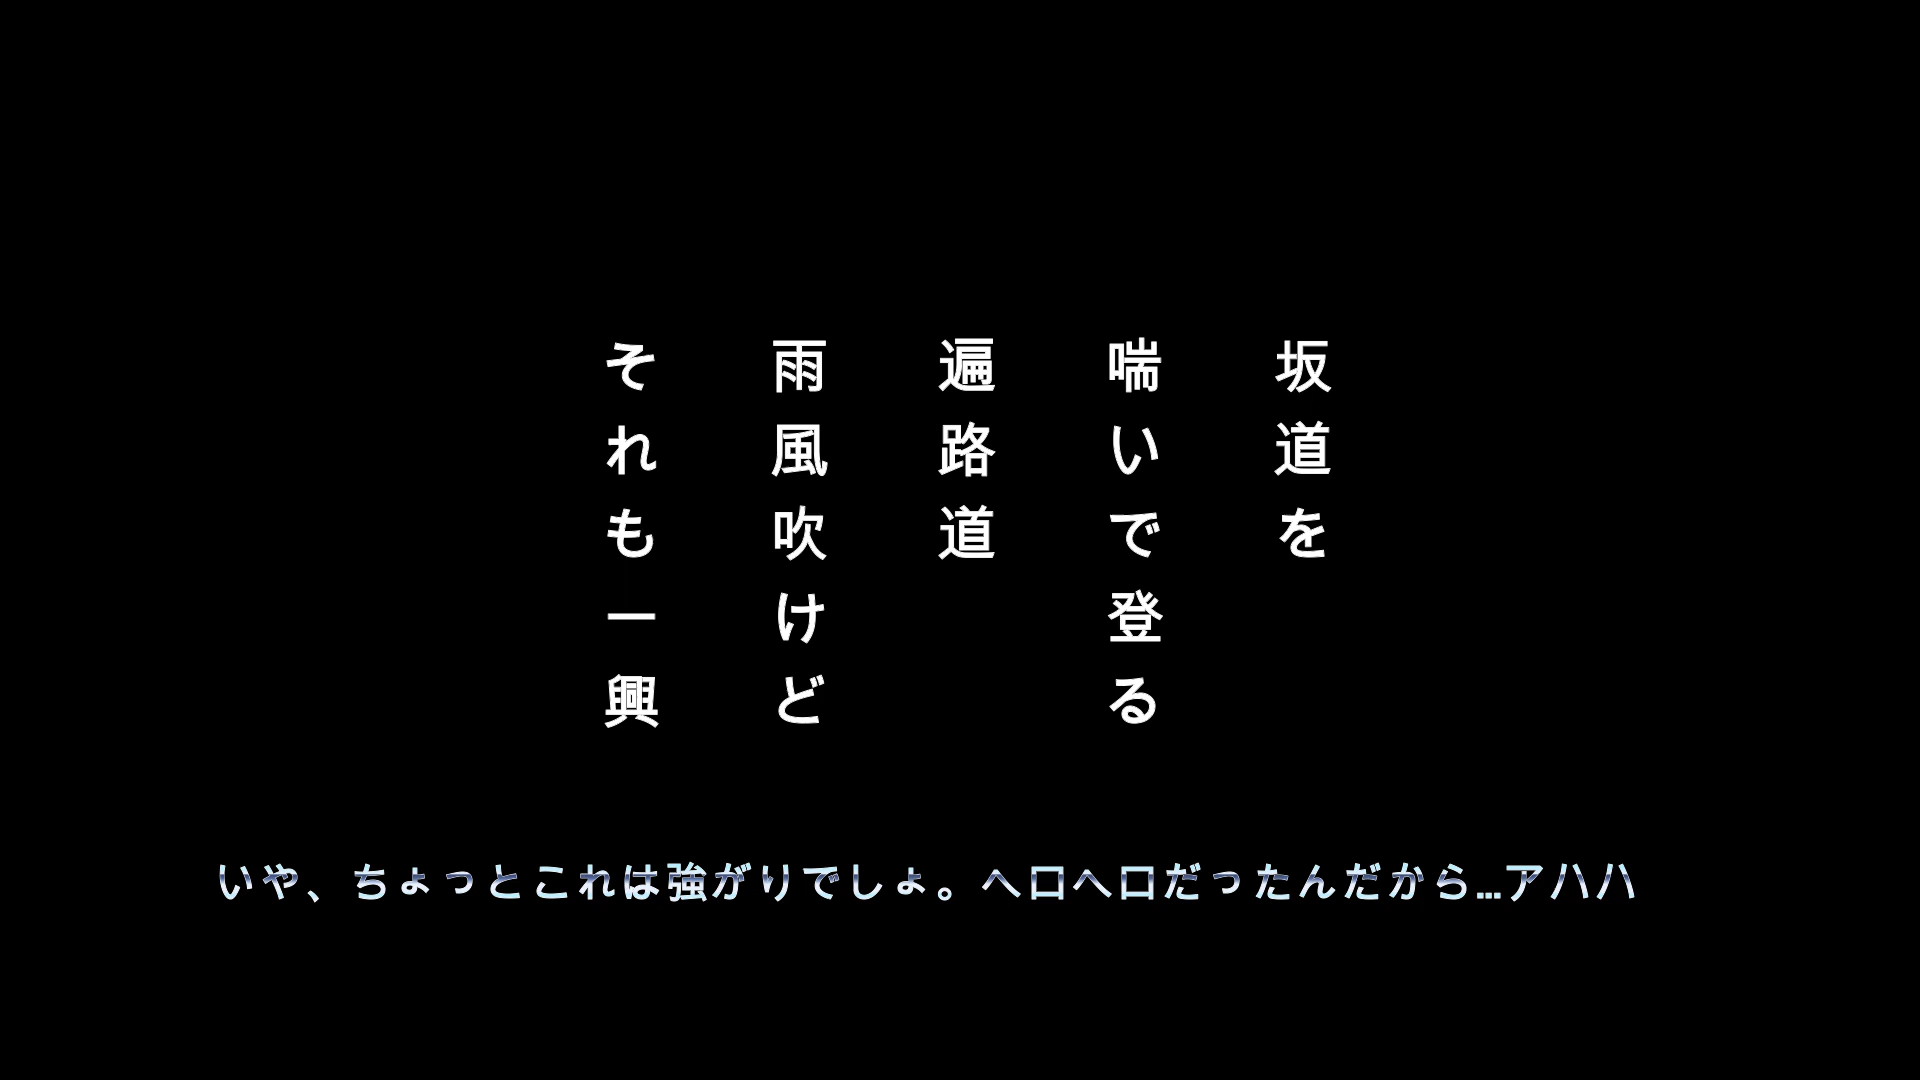 坂道を
喘いで登る
遍路道
雨風吹けど
それも一興
いや、ちょっとこれは強がりでしょ。ヘロヘロだったんだから...アハハ